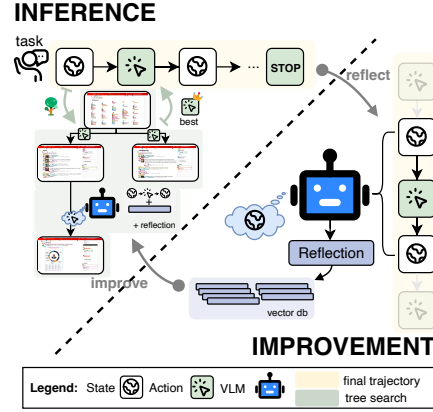 INFERENCE
task
... STOP
reflect
best
+
+ reflection
Reflection
improve
vector db
IMPROVEMENT
Legend: State Action VLM final trajectory
tree search